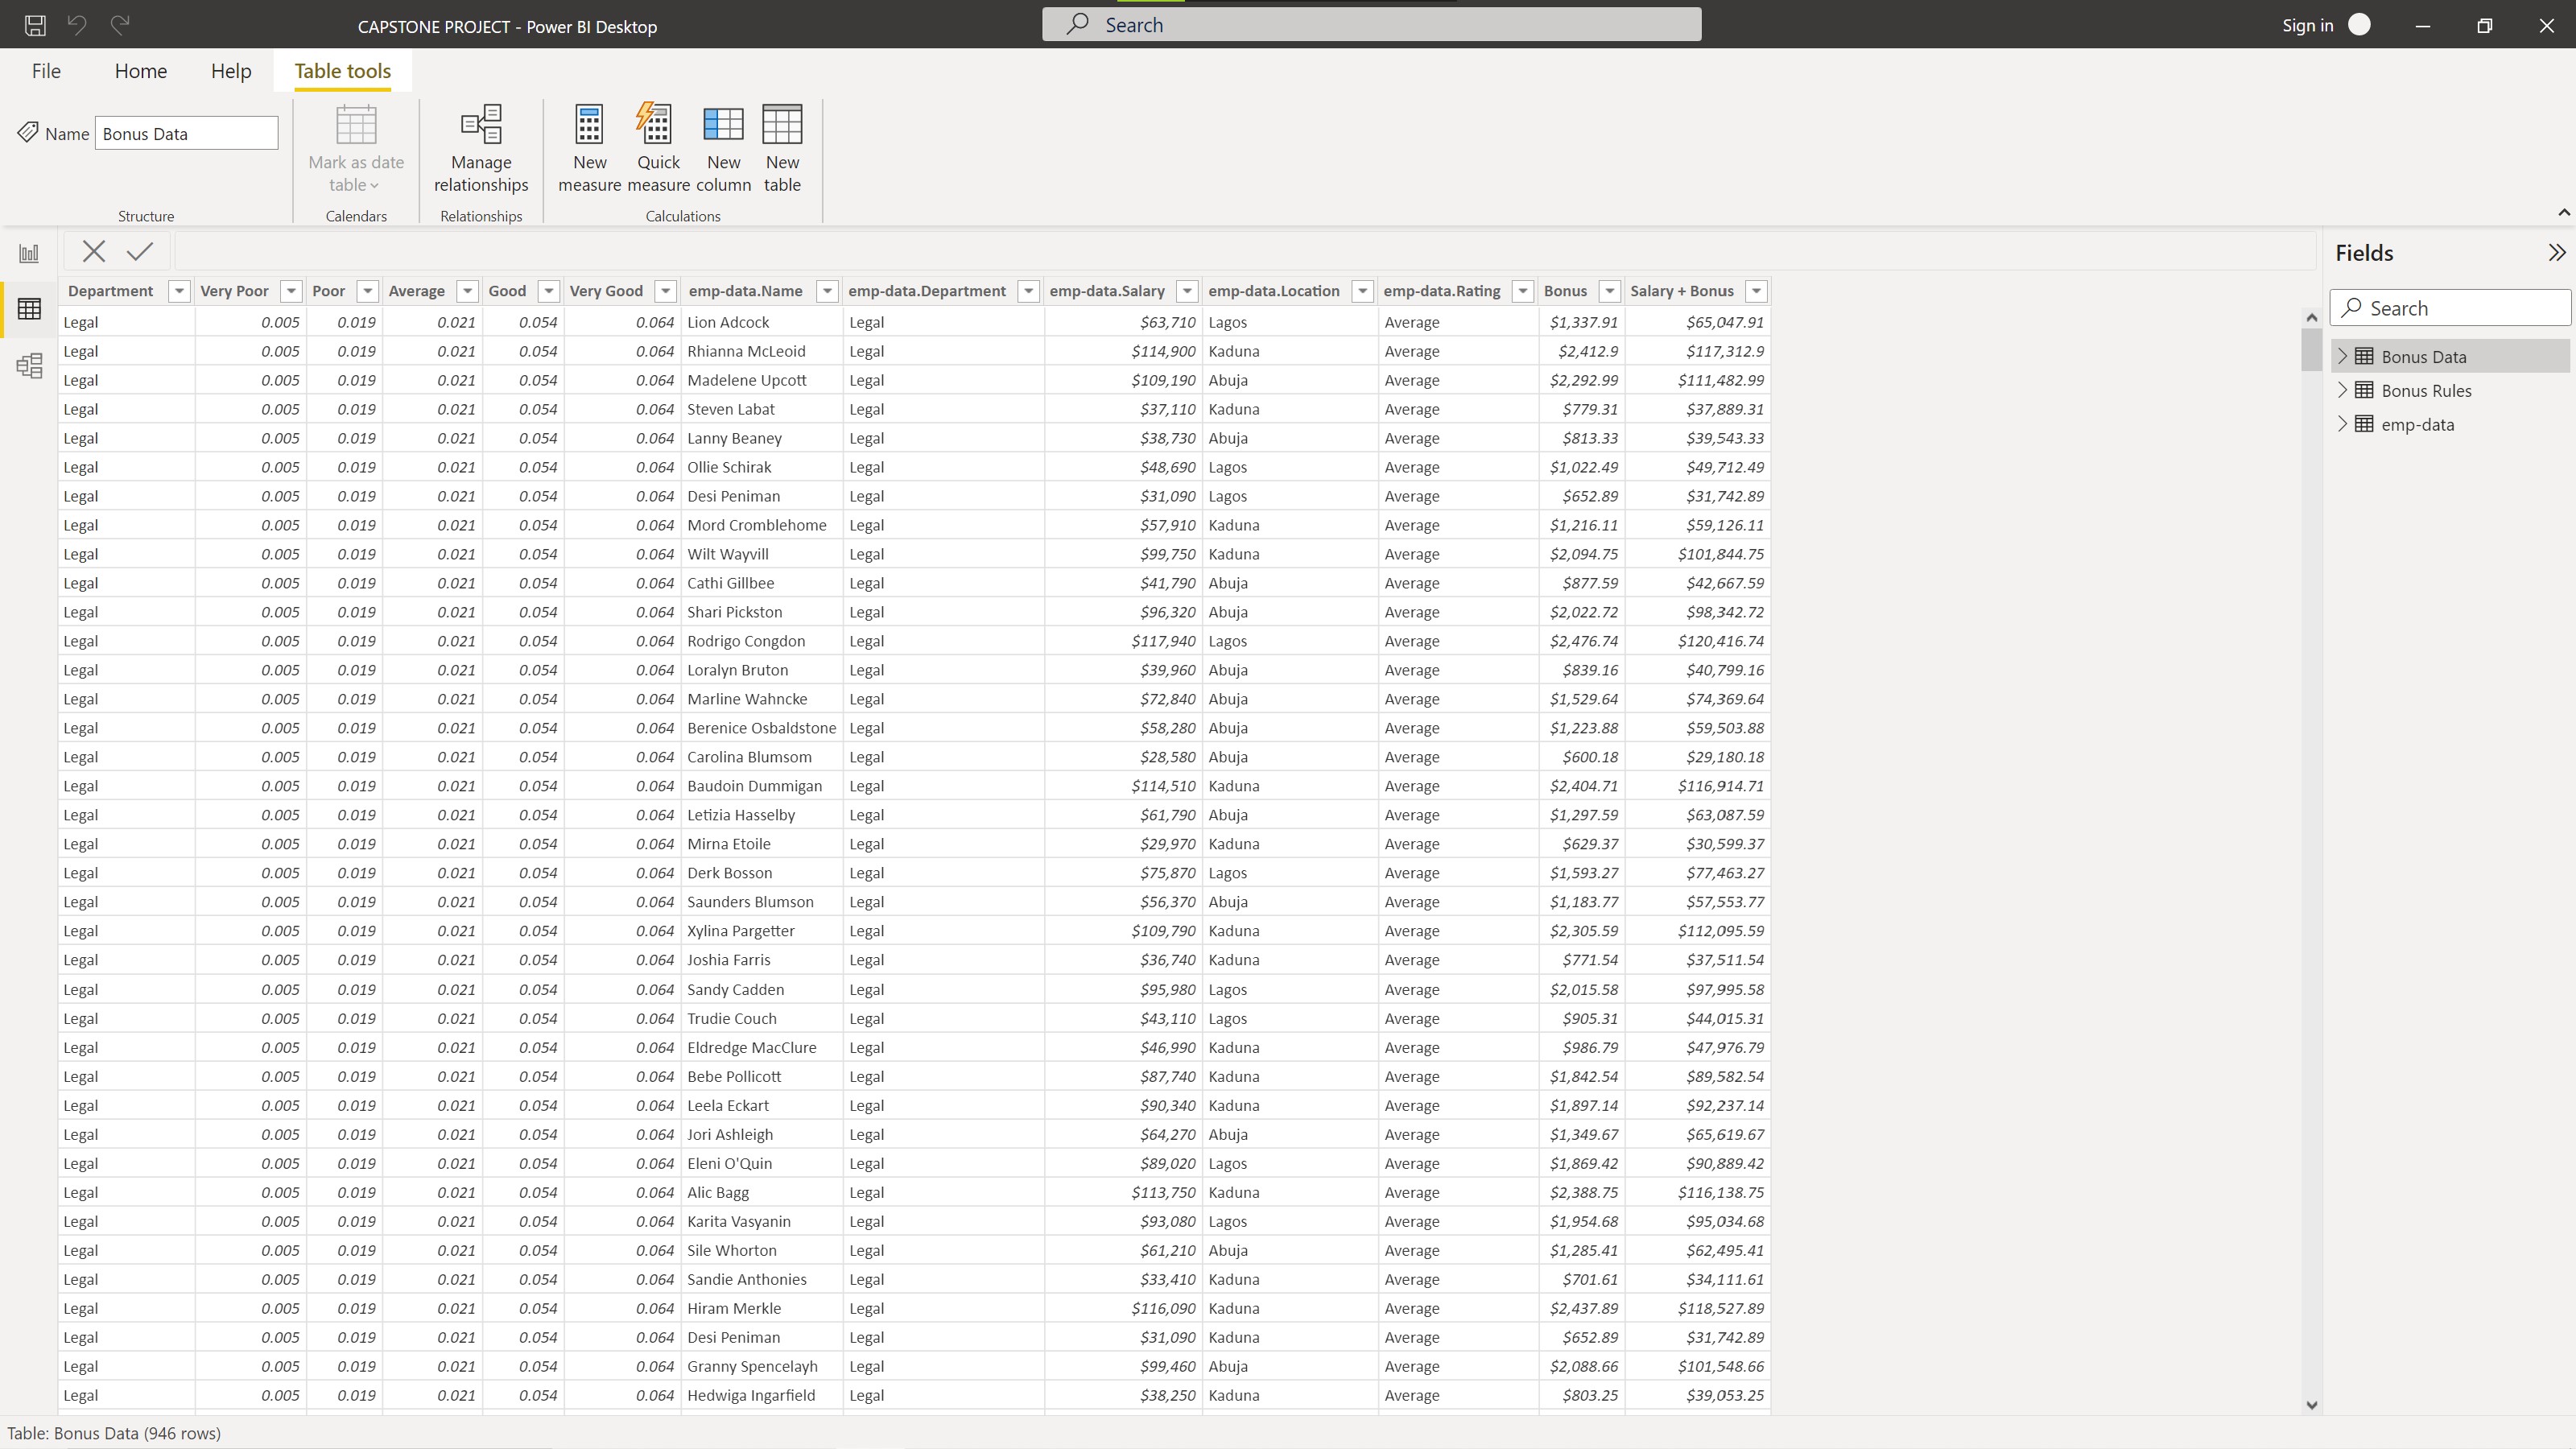 CAPSTONE PROJECT - Power BI Desktop
Search
Sign in
File Home Help Table tools
Name Bonus Data
Mark as date table
Manage relationships
New measure
Quick measure
New column
New table
Structure Calendars Relationships Calculations
Fields
Search
Bonus Data
Bonus Rules
emp-data
Department Very Poor Poor Average Good Very Good emp-data.Name emp-data.Department emp-data.Salary emp-data.Location emp-data.Rating Bonus Salary + Bonus
Legal 0.005 0.019 0.021 0.054 0.064 Lion Adcock Legal $63,710 Lagos Average $1,337.91 $65,047.91
Legal 0.005 0.019 0.021 0.054 0.064 Rhianna McLeoid Legal $114,900 Kaduna Average $2,412.9 $117,312.9
Legal 0.005 0.019 0.021 0.054 0.064 Madelene Upcott Legal $109,190 Abuja Average $2,292.99 $111,482.99
Legal 0.005 0.019 0.021 0.054 0.064 Steven Labat Legal $37,110 Kaduna Average $779.31 $37,889.31
Legal 0.005 0.019 0.021 0.054 0.064 Lanny Beaney Legal $38,730 Abuja Average $813.33 $39,543.33
Legal 0.005 0.019 0.021 0.054 0.064 Ollie Schirak Legal $48,690 Lagos Average $1,022.49 $49,712.49
Legal 0.005 0.019 0.021 0.054 0.064 Desi Peniman Legal $31,090 Lagos Average $652.89 $31,742.89
Legal 0.005 0.019 0.021 0.054 0.064 Mord Cromblehome Legal $57,910 Kaduna Average $1,216.11 $59,126.11
Legal 0.005 0.019 0.021 0.054 0.064 Wilt Wayvill Legal $99,750 Kaduna Average $2,094.75 $101,844.75
Legal 0.005 0.019 0.021 0.054 0.064 Cathi Gillbee Legal $41,790 Abuja Average $877.59 $42,667.59
Legal 0.005 0.019 0.021 0.054 0.064 Shari Pickston Legal $96,320 Abuja Average $2,022.72 $98,342.72
Legal 0.005 0.019 0.021 0.054 0.064 Rodrigo Congdon Legal $117,940 Lagos Average $2,476.74 $120,416.74
Legal 0.005 0.019 0.021 0.054 0.064 Loralyn Bruton Legal $39,960 Abuja Average $839.16 $40,799.16
Legal 0.005 0.019 0.021 0.054 0.064 Marline Wahncke Legal $72,840 Abuja Average $1,529.64 $74,369.64
Legal 0.005 0.019 0.021 0.054 0.064 Berenice Osbaldstone Legal $58,280 Abuja Average $1,223.88 $59,503.88
Legal 0.005 0.019 0.021 0.054 0.064 Carolina Blumsom Legal $28,580 Abuja Average $600.18 $29,180.18
Legal 0.005 0.019 0.021 0.054 0.064 Baudoin Dummigan Legal $114,510 Kaduna Average $2,404.71 $116,914.71
Legal 0.005 0.019 0.021 0.054 0.064 Letizia Hasselby Legal $61,790 Abuja Average $1,297.59 $63,087.59
Legal 0.005 0.019 0.021 0.054 0.064 Mirna Etoile Legal $29,970 Kaduna Average $629.37 $30,599.37
Legal 0.005 0.019 0.021 0.054 0.064 Derk Bosson Legal $75,870 Lagos Average $1,593.27 $77,463.27
Legal 0.005 0.019 0.021 0.054 0.064 Saunders Blumson Legal $56,370 Abuja Average $1,183.77 $57,553.77
Legal 0.005 0.019 0.021 0.054 0.064 Xylina Pargetter Legal $109,790 Kaduna Average $2,305.59 $112,095.59
Legal 0.005 0.019 0.021 0.054 0.064 Joshia Farris Legal $36,740 Kaduna Average $771.54 $37,511.54
Legal 0.005 0.019 0.021 0.054 0.064 Sandy Cadden Legal $95,980 Lagos Average $2,015.58 $97,995.58
Legal 0.005 0.019 0.021 0.054 0.064 Trudie Couch Legal $43,110 Lagos Average $905.31 $44,015.31
Legal 0.005 0.019 0.021 0.054 0.064 Eldredge MacClure Legal $46,990 Kaduna Average $986.79 $47,976.79
Legal 0.005 0.019 0.021 0.054 0.064 Bebe Pollicott Legal $87,740 Kaduna Average $1,842.54 $89,582.54
Legal 0.005 0.019 0.021 0.054 0.064 Leela Eckart Legal $90,340 Kaduna Average $1,897.14 $92,237.14
Legal 0.005 0.019 0.021 0.054 0.064 Jori Ashleigh Legal $64,270 Abuja Average $1,349.67 $65,619.67
Legal 0.005 0.019 0.021 0.054 0.064 Eleni O'Quin Legal $89,020 Lagos Average $1,869.42 $90,889.42
Legal 0.005 0.019 0.021 0.054 0.064 Alic Bagg Legal $113,750 Kaduna Average $2,388.75 $116,138.75
Legal 0.005 0.019 0.021 0.054 0.064 Karita Vasyanin Legal $93,080 Lagos Average $1,954.68 $95,034.68
Legal 0.005 0.019 0.021 0.054 0.064 Sile Whorton Legal $61,210 Abuja Average $1,285.41 $62,495.41
Legal 0.005 0.019 0.021 0.054 0.064 Sandie Anthonies Legal $33,410 Kaduna Average $701.61 $34,111.61
Legal 0.005 0.019 0.021 0.054 0.064 Hiram Merkle Legal $116,090 Kaduna Average $2,437.89 $118,527.89
Legal 0.005 0.019 0.021 0.054 0.064 Desi Peniman Legal $31,090 Kaduna Average $652.89 $31,742.89
Legal 0.005 0.019 0.021 0.054 0.064 Granny Spencelayh Legal $99,460 Abuja Average $2,088.66 $101,548.66
Legal 0.005 0.019 0.021 0.054 0.064 Hedwiga Ingarfield Legal $38,250 Kaduna Average $803.25 $39,053.25
Table: Bonus Data (946 rows)